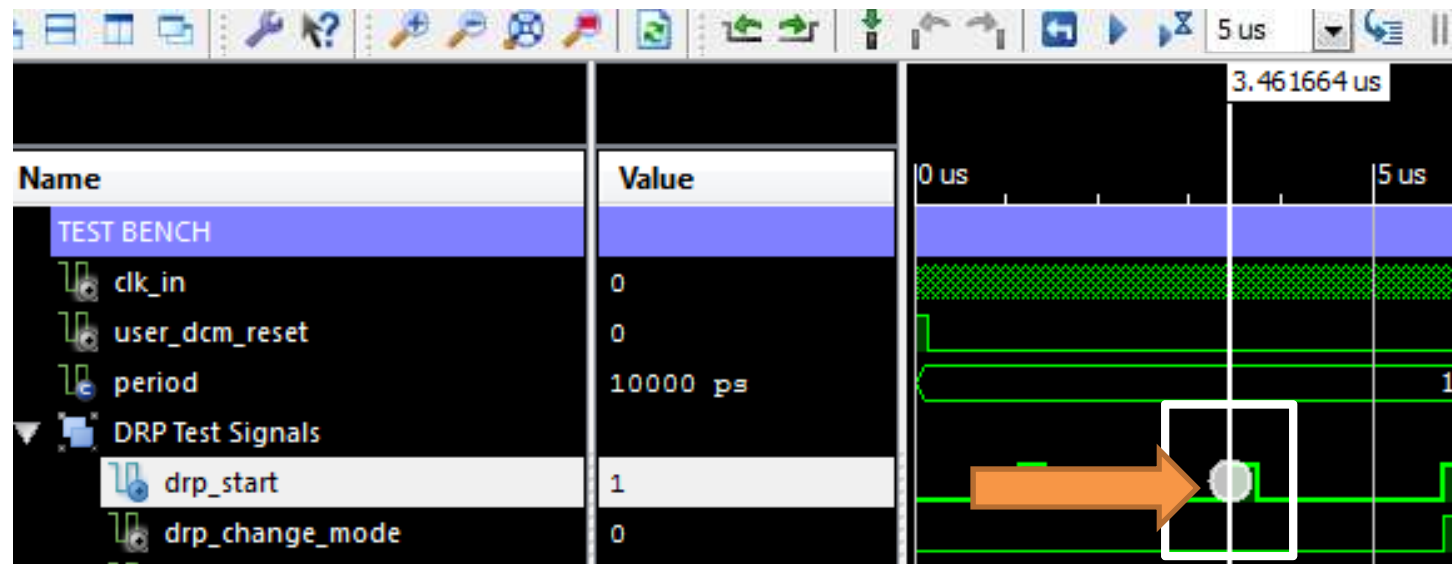 5 us
3.461664 us
Name Value 0 us 5 us
TEST BENCH
clk_in 0
user_dcm_reset 0
period 10000 ps 1
DRP Test Signals
drp_start 1
drp_change_mode 0